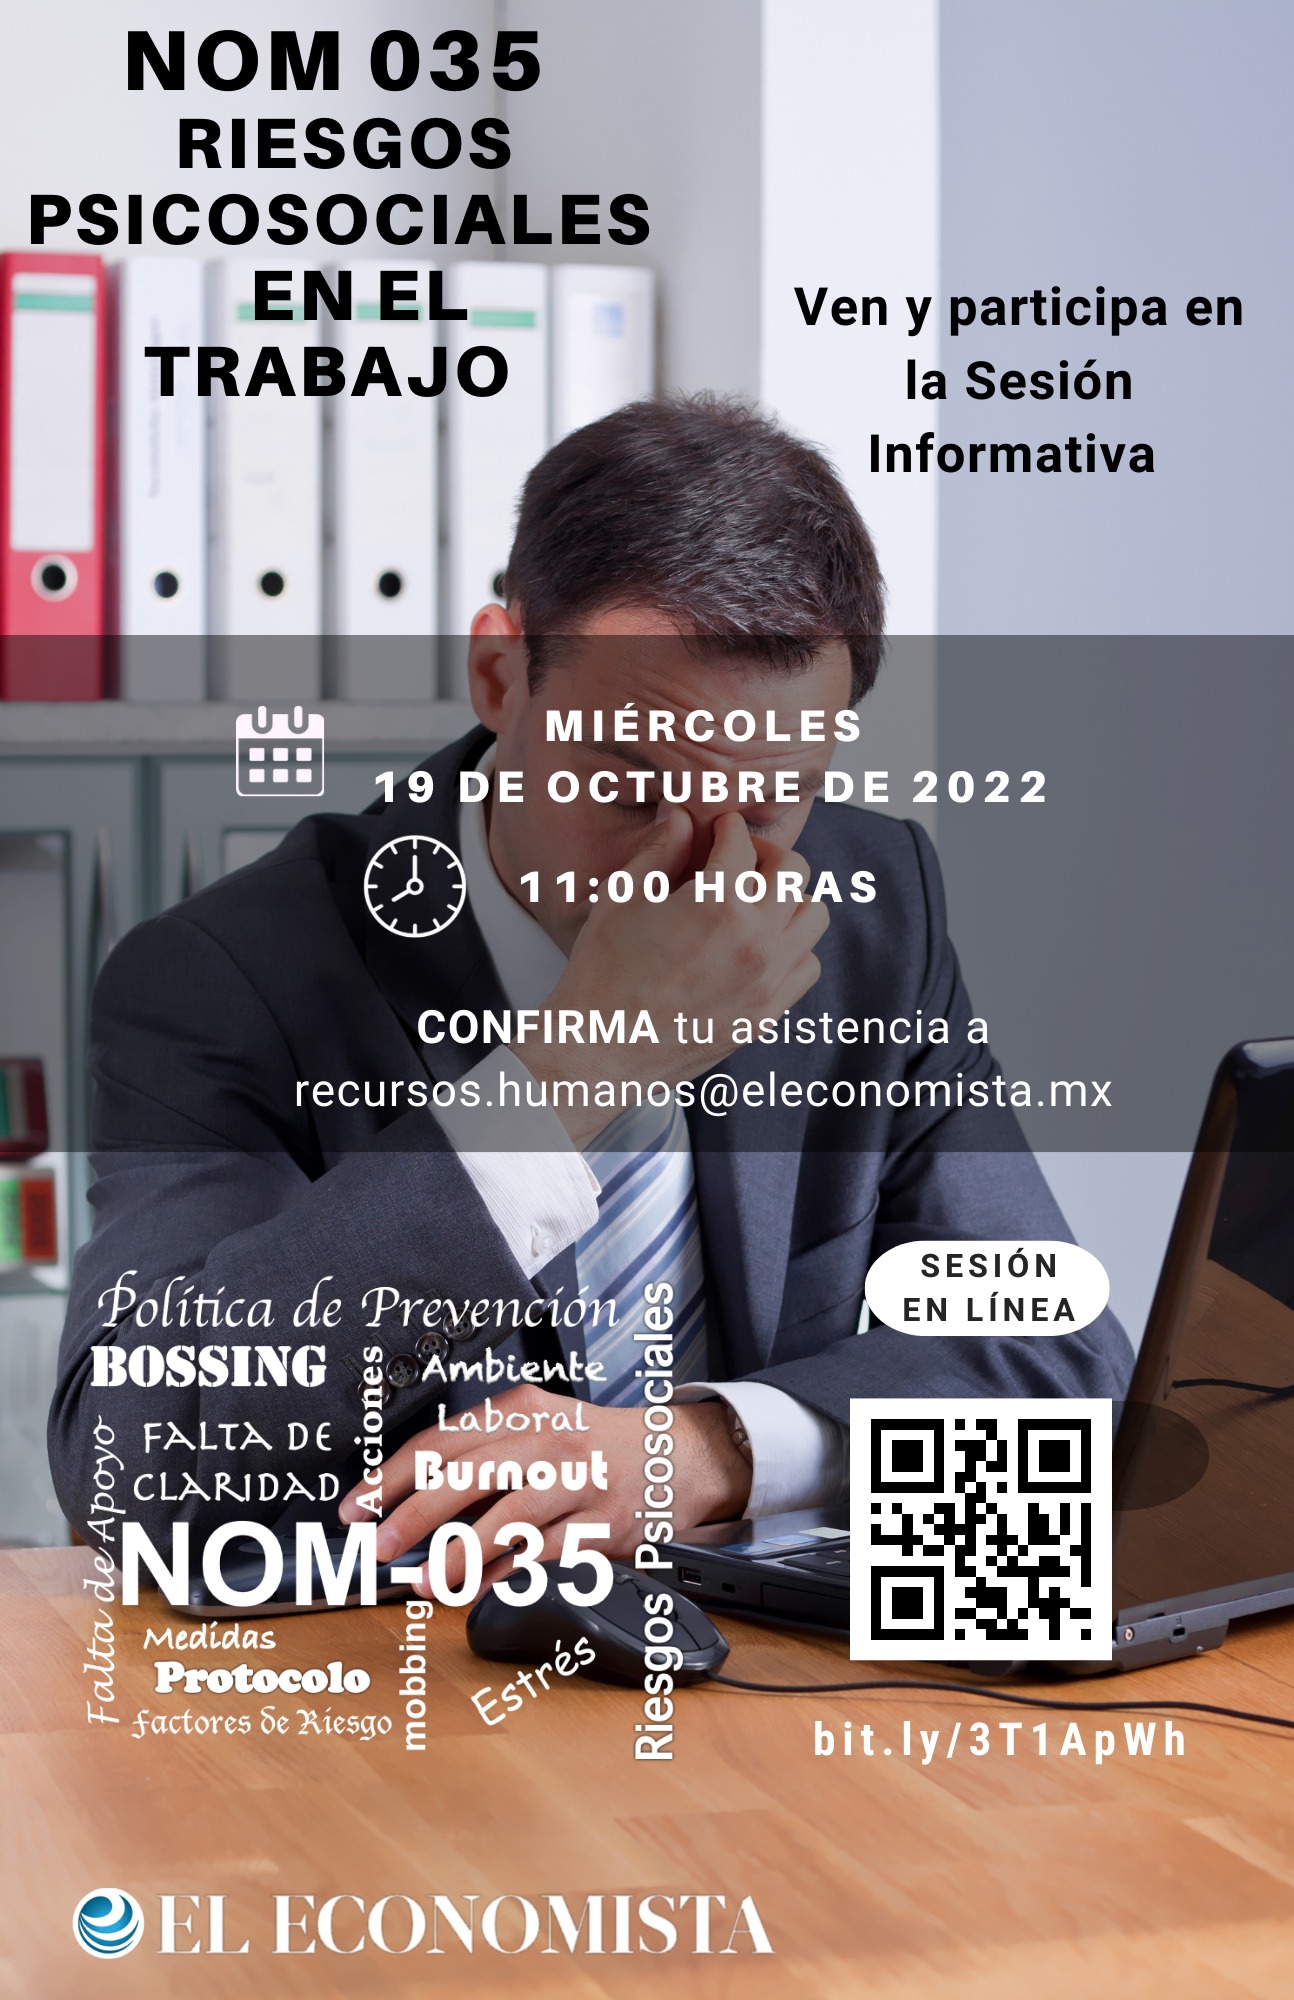 NOM 035
RIESGOS
PSICOSOCIALES
EN EL
TRABAJO
Ven y participa en
la Sesión
Informativa
MIÉRCOLES
19 DE OCTUBRE DE 2022
11:00 HORAS
CONFIRMA tu asistencia a
recursos.humanos@eleconomista.mx
SESIÓN
EN LÍNEA
Política de Prevención
BOSSING
Acciones
Ambiente
Laboral
FALTA DE
CLARIDAD
Burnout
Falta de Apoyo
NOM-035
Riesgos Psicosociales
Medidas
Protocolo
Factores de Riesgo
mobbing
Estrés
bit.ly/3T1ApWh
EL ECONOMISTA